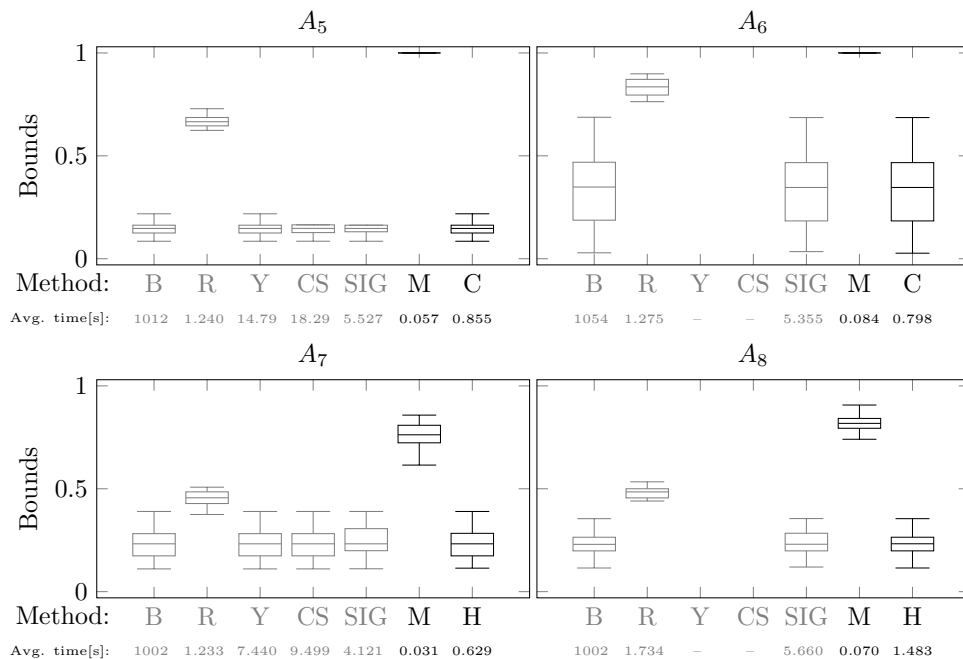 A5 A6
1
0.5
0
Bounds
Method: B R Y CS SIG M C B R Y CS SIG M C
Avg. time[s]: 1012 1.240 14.79 18.29 5.527 0.057 0.855 1054 1.275 – – 5.355 0.084 0.798
A7 A8
1
0.5
0
Bounds
Method: B R Y CS SIG M H B R Y CS SIG M H
Avg. time[s]: 1002 1.233 7.440 9.499 4.121 0.031 0.629 1002 1.734 – – 5.660 0.070 1.483